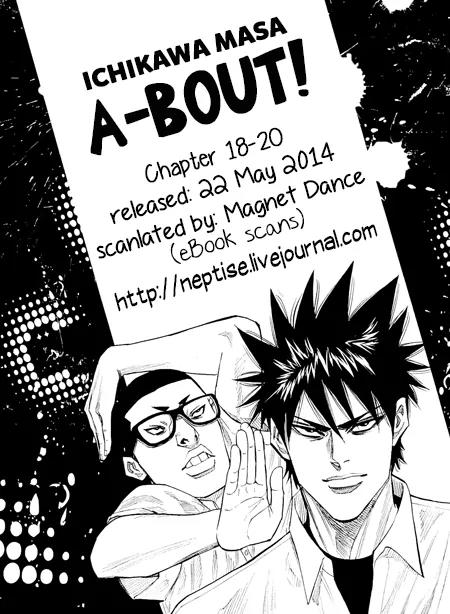 ICHIKAWA MASA
A-BOUT!
Chapter 18-20
released: 22 May 2014
scanlated by: Magnet Dance
(eBook scans)
http://neptise.livejournal.com